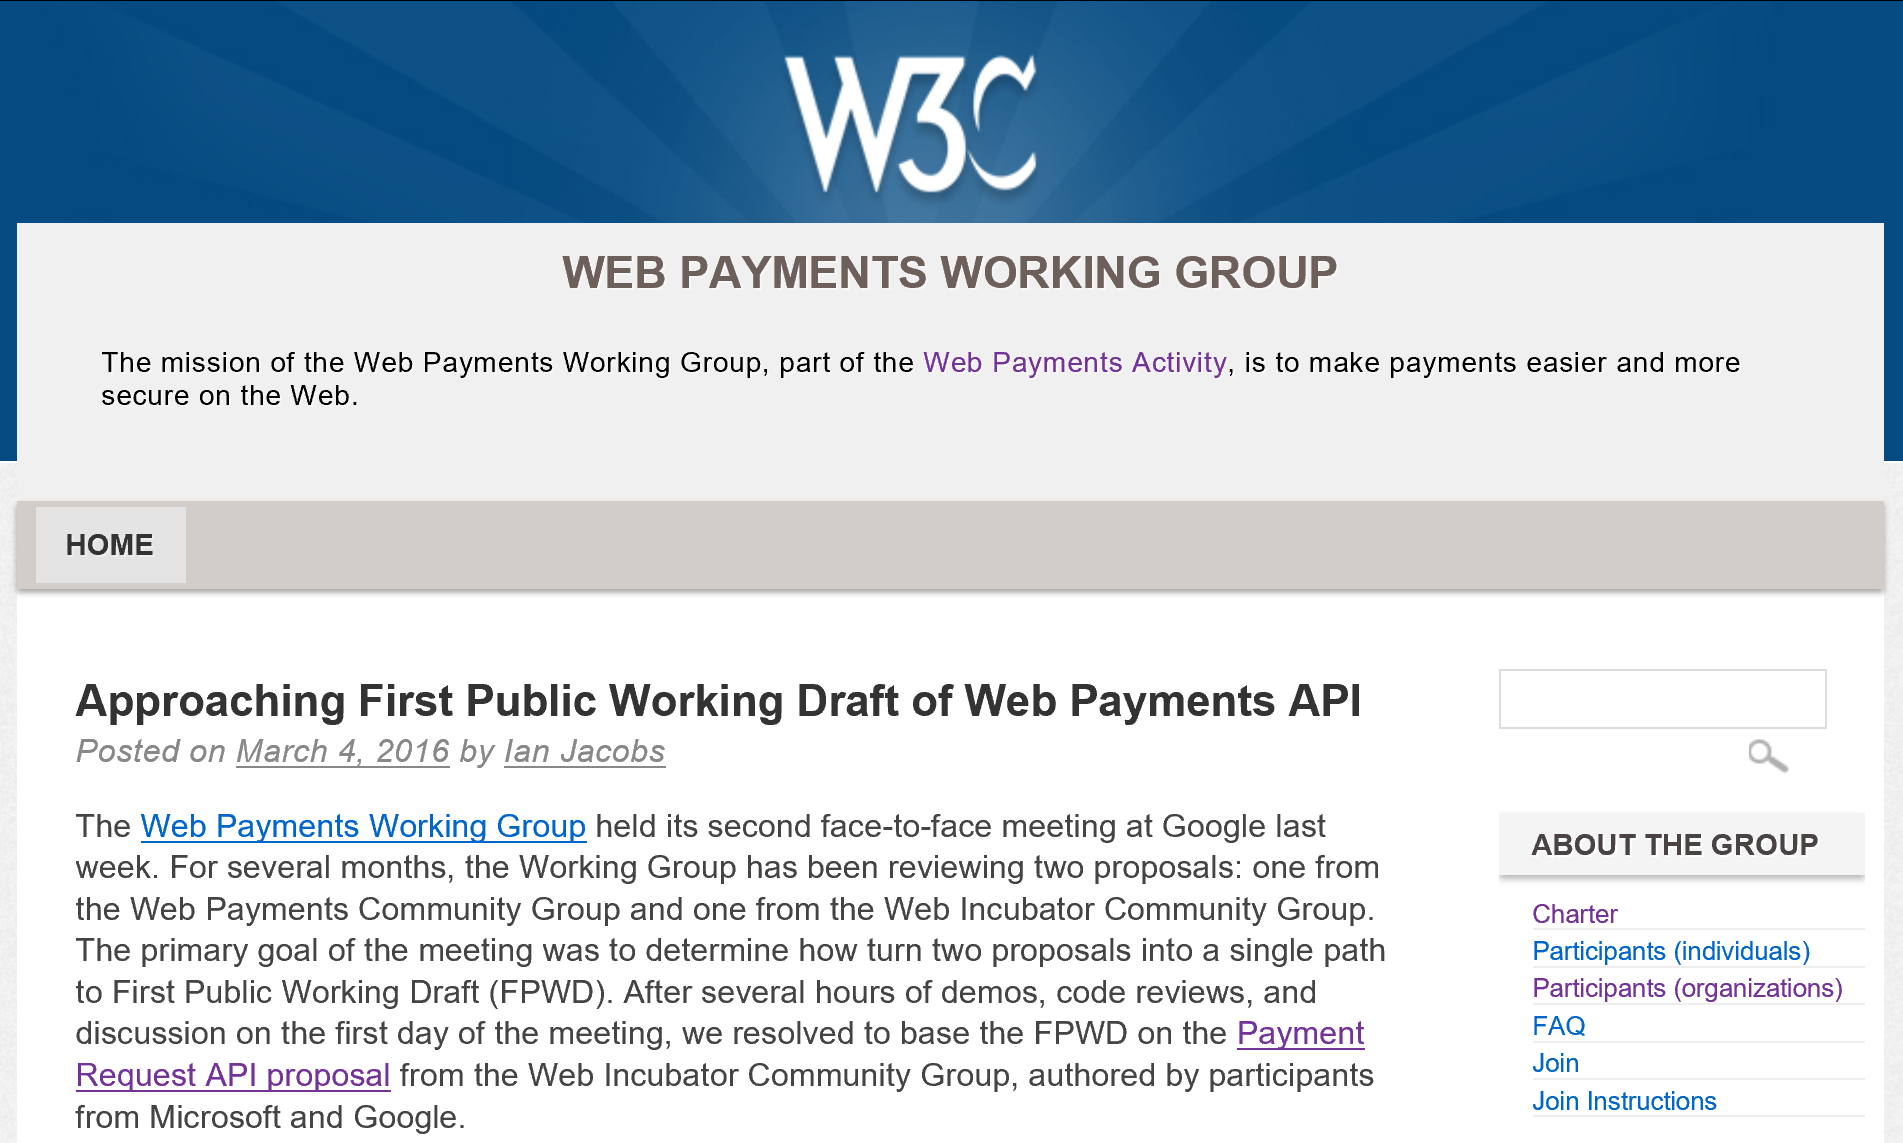 W3C
WEB PAYMENTS WORKING GROUP
The mission of the Web Payments Working Group, part of the Web Payments Activity, is to make payments easier and more
secure on the Web.
HOME
Approaching First Public Working Draft of Web Payments API
Posted on March 4, 2016 by Ian Jacobs
The Web Payments Working Group held its second face-to-face meeting at Google last
week. For several months, the Working Group has been reviewing two proposals: one from
the Web Payments Community Group and one from the Web Incubator Community Group.
The primary goal of the meeting was to determine how turn two proposals into a single path
to First Public Working Draft (FPWD). After several hours of demos, code reviews, and
discussion on the first day of the meeting, we resolved to base the FPWD on the Payment
Request API proposal from the Web Incubator Community Group, authored by participants
from Microsoft and Google.
ABOUT THE GROUP
Charter
Participants (individuals)
Participants (organizations)
FAQ
Join
Join Instructions